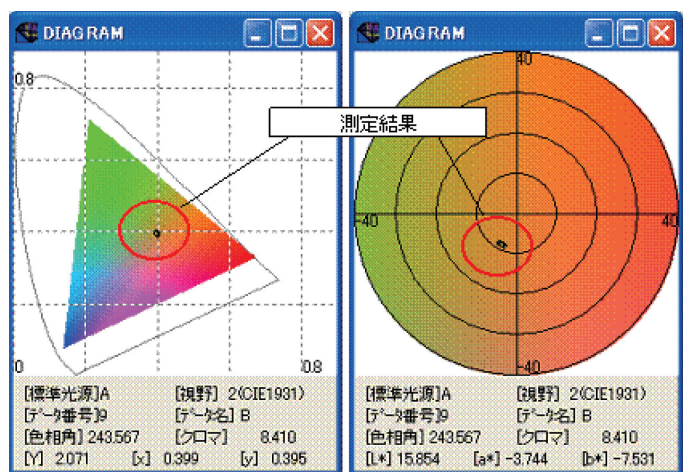 DIAGRAM
0.8
0
0.8
[標準光源]A [視野] 2(CIE1931)
[データ番号]9 [データ名] B
[色相角] 243.567 [クロマ] 8.410
[Y] 2.071 [x] 0.399 [y] 0.395
測定結果
DIAGRAM
40
-40
40
-40
[標準光源]A [視野] 2(CIE1931)
[データ番号]9 [データ名] B
[色相角] 243.567 [クロマ] 8.410
[L*] 15.854 [a*] -3.744 [b*] -7.531